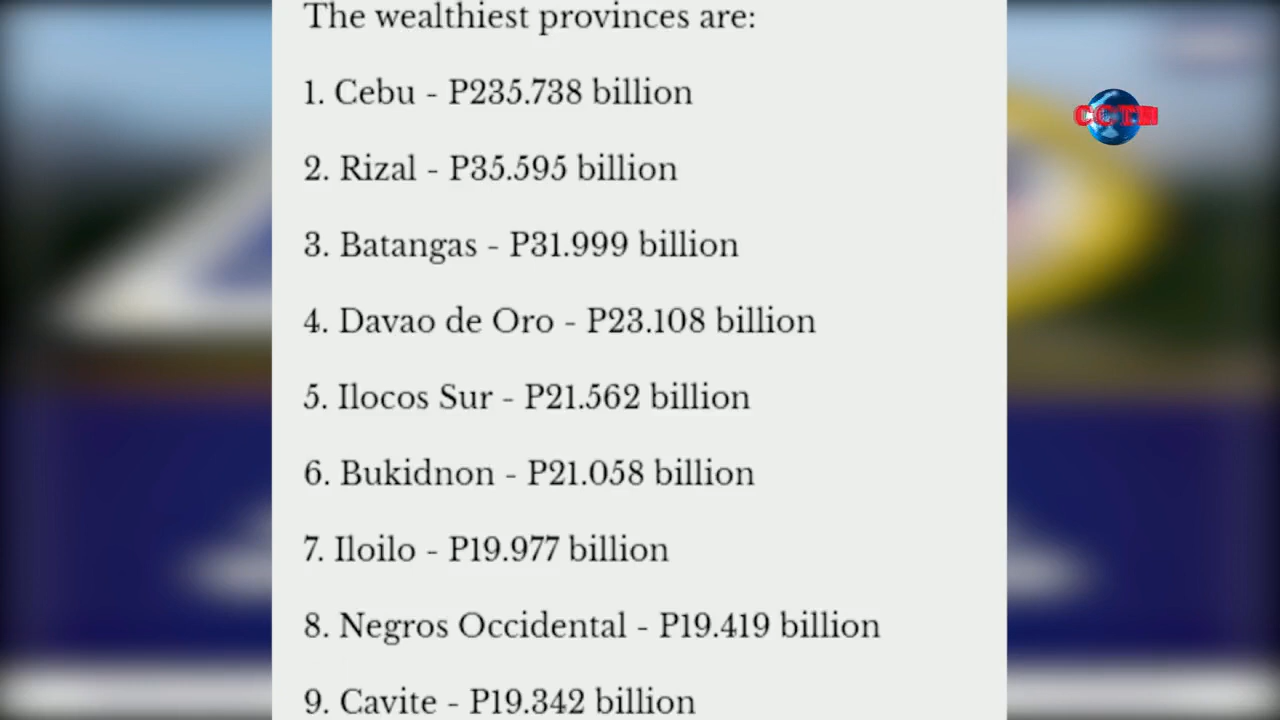 The wealthiest provinces are:
1. Cebu - P235.738 billion
2. Rizal - P35.595 billion
3. Batangas - P31.999 billion
4. Davao de Oro - P23.108 billion
5. Ilocos Sur - P21.562 billion
6. Bukidnon - P21.058 billion
7. Iloilo - P19.977 billion
8. Negros Occidental - P19.419 billion
9. Cavite - P19.342 billion